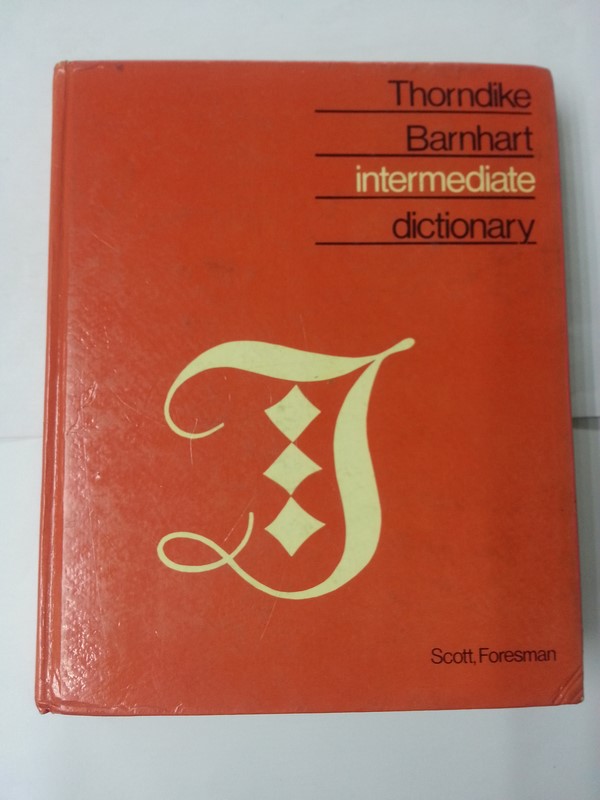 Thorndike
Barnhart
intermediate
dictionary
I
Scott, Foresman